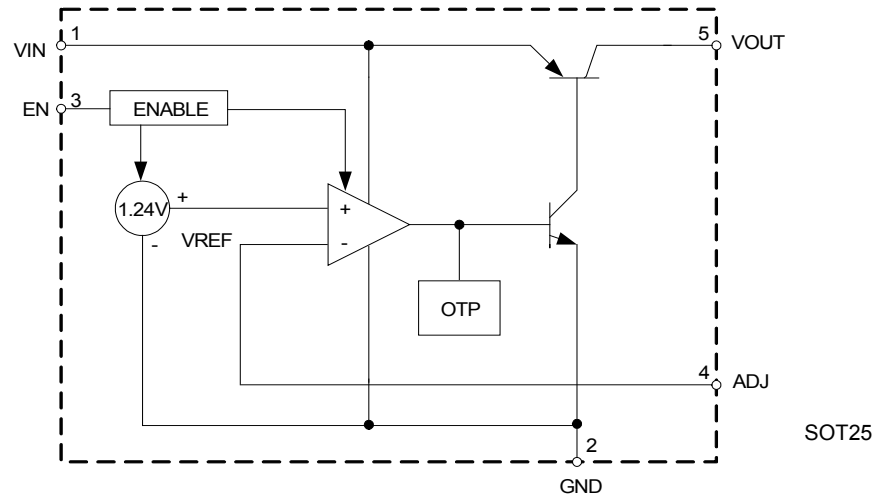 1
5
VIN
VOUT
3
EN
ENABLE
1.24V
+
-
VREF
+
-
OTP
4
ADJ
SOT25
2
GND